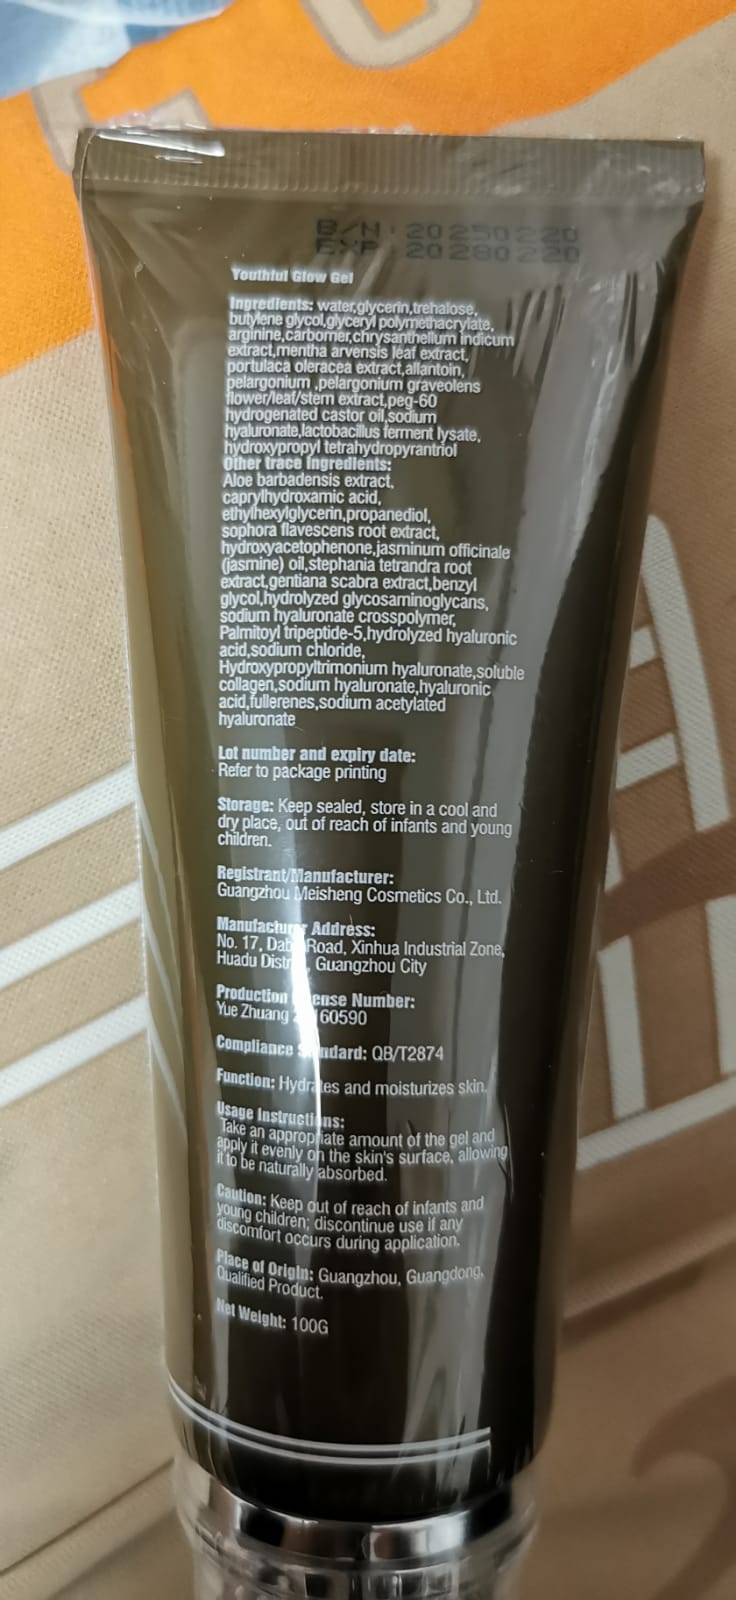 B/N: 20250220
EXP: 20280220
Youthful Glow Gel
Ingredients: water,glycerin,trehalose,
butylene glycol,glyceryl polymethacrylate,
arginine,carbomer,chrysanthellum indicum
extract,mentha arvensis leaf extract,
portulaca oleracea extract,allantoin,
pelargonium ,pelargonium graveolens
flower/leaf/stem extract,peg-60
hydrogenated castor oil,sodium
hyaluronate,lactobacillus ferment lysate,
hydroxypropyl tetrahydropyrantriol
Other trace Ingredients:
Aloe barbadensis extract,
caprylhydroxamic acid,
ethylhexylglycerin,propanediol,
sophora flavescens root extract,
hydroxyacetophenone,jasminum officinale
(jasmine) oil,stephania tetrandra root
extract,gentiana scabra extract,benzyl
glycol,hydrolyzed glycosaminoglycans,
sodium hyaluronate crosspolymer,
Palmitoyl tripeptide-5,hydrolyzed hyaluronic
acid,sodium chloride,
Hydroxypropyltrimonium hyaluronate,soluble
collagen,sodium hyaluronate,hyaluronic
acid,fullerenes,sodium acetylated
hyaluronate
Lot number and expiry date:
Refer to package printing
Storage: Keep sealed, store in a cool and
dry place, out of reach of infants and young
children.
Registrant/Manufacturer:
Guangzhou Meisheng Cosmetics Co., Ltd.
Manufacturer Address:
No. 17, Road, Xinhua Industrial Zone,
Huadu District, Guangzhou City
Production License Number:
Yue Zhuang
Compliance Standard: QB/T2874
Function: Hydrates and moisturizes skin.
Usage Instructions:
Take an appropriate amount of the gel and
apply it evenly on the skin's surface, allowing
it to be naturally absorbed.
Caution: Keep out of reach of infants and
young children; discontinue use if any
discomfort occurs during application.
Place of Origin: Guangzhou, Guangdong,
Qualified Product.
Net Weight: 100G